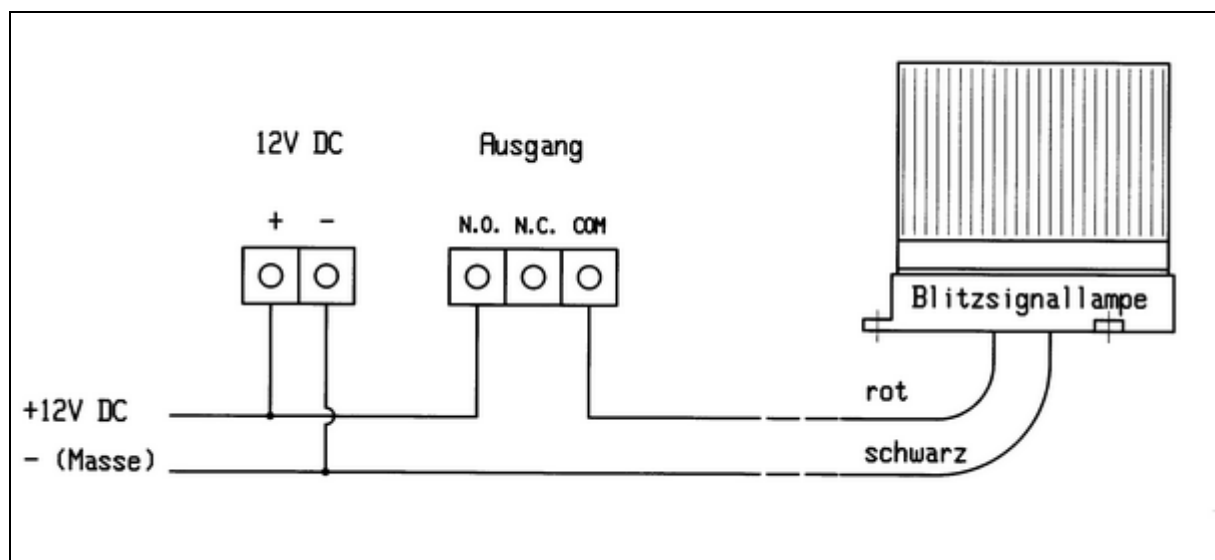 12V DC
Ausgang
+ -
N.O. N.C. COM
Blitzsignallampe
rot
+12V DC
schwarz
- (Masse)